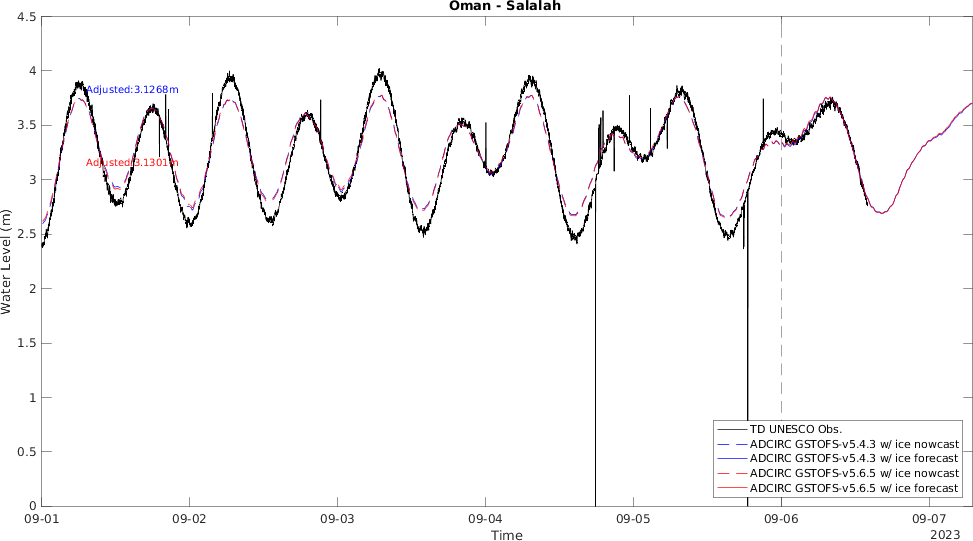 Oman - Salalah
4.5
4
3.5
3
2.5
2
1.5
1
0.5
0
Water Level (m)
Adjusted:3.1268m
Adjusted:3.1301m
TD UNESCO Obs.
ADCIRC GSTOFS-v5.4.3 w/ ice nowcast
ADCIRC GSTOFS-v5.4.3 w/ ice forecast
ADCIRC GSTOFS-v5.6.5 w/ ice nowcast
ADCIRC GSTOFS-v5.6.5 w/ ice forecast
09-01 09-02 09-03 09-04 09-05 09-06 09-07
Time
2023